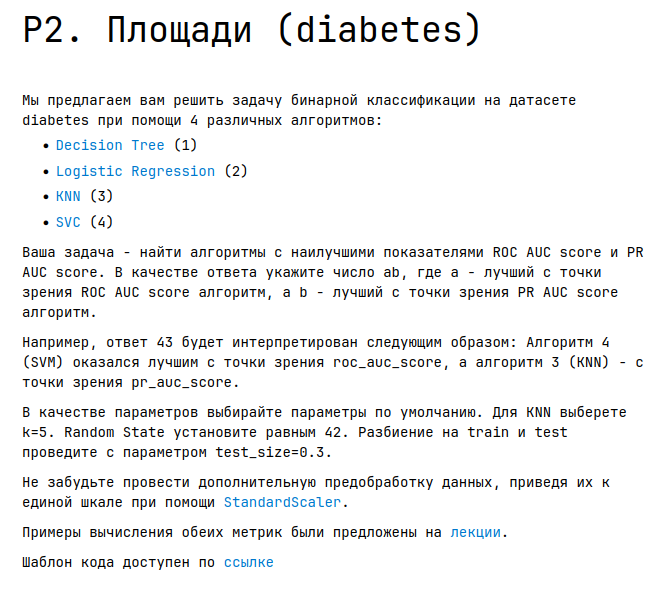 P2. Площади (diabetes)
Мы предлагаем вам решить задачу бинарной классификации на датасете
diabetes при помощи 4 различных алгоритмов:
• Decision Tree (1)
• Logistic Regression (2)
• KNN (3)
• SVC (4)
Ваша задача - найти алгоритмы с наилучшими показателями ROC AUC score и PR
AUC score. В качестве ответа укажите число ab, где a - лучший с точки
зрения ROC AUC score алгоритм, а b - лучший с точки зрения PR AUC score
алгоритм.
Например, ответ 43 будет интерпретирован следующим образом: Алгоритм 4
(SVM) оказался лучшим с точки зрения roc_auc_score, а алгоритм 3 (KNN) - с
точки зрения pr_auc_score.
В качестве параметров выбирайте параметры по умолчанию. Для KNN выберете
k=5. Random State установите равным 42. Разбиение на train и test
проведите с параметром test_size=0.3.
Не забудьте провести дополнительную предобработку данных, приведя их к
единой шкале при помощи StandardScaler.
Примеры вычисления обеих метрик были предложены на лекции.
Шаблон кода доступен по ссылке